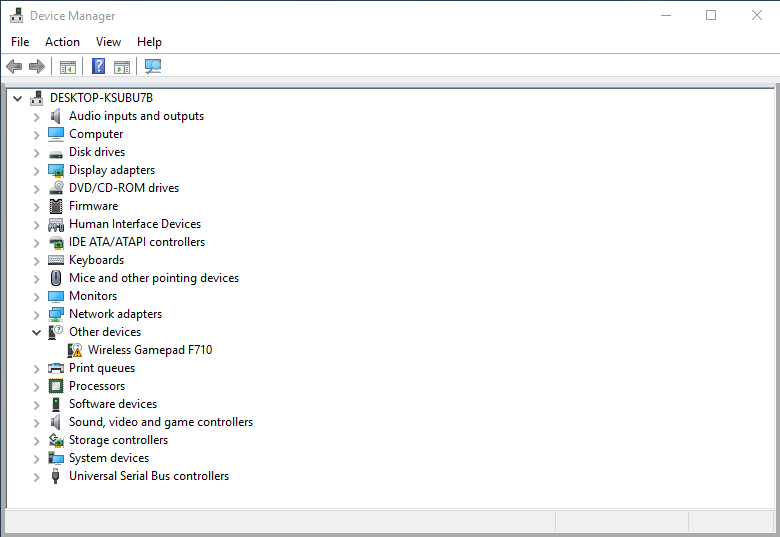 Device Manager
File Action View Help
DESKTOP-KSUBU7B
Audio inputs and outputs
Computer
Disk drives
Display adapters
DVD/CD-ROM drives
Firmware
Human Interface Devices
IDE ATA/ATAPI controllers
Keyboards
Mice and other pointing devices
Monitors
Network adapters
Other devices
Wireless Gamepad F710
Print queues
Processors
Software devices
Sound, video and game controllers
Storage controllers
System devices
Universal Serial Bus controllers